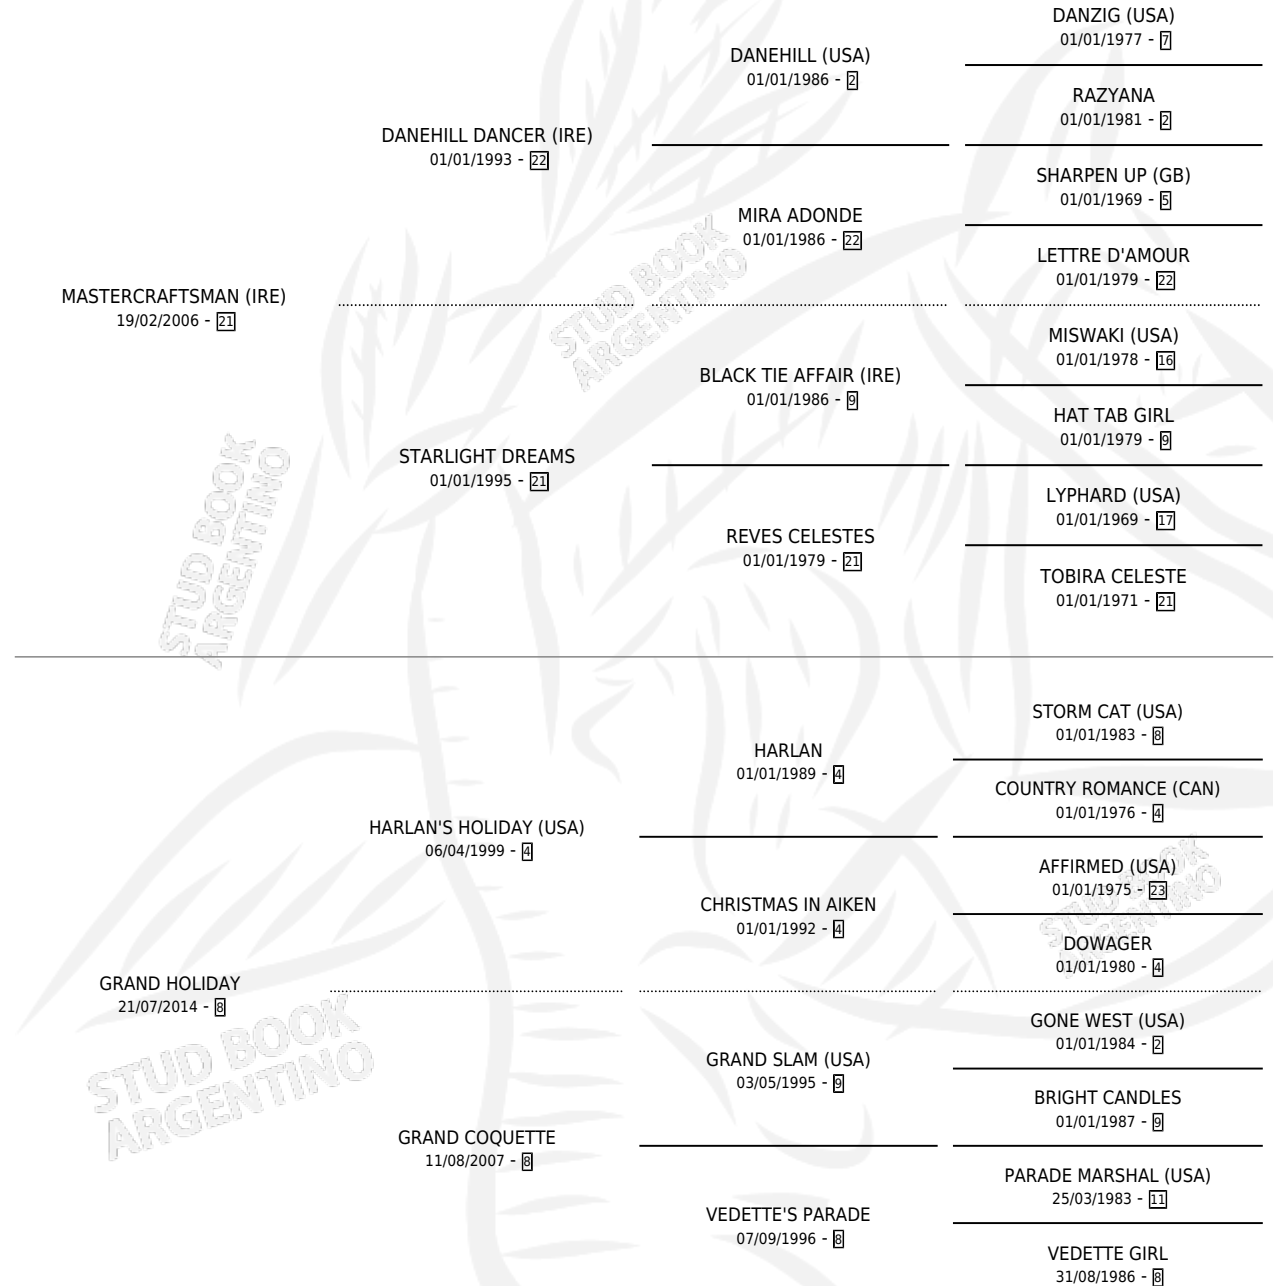 DANZIG (USA)
01/01/1977 - 7
DANEHILL (USA)
01/01/1986 - 2
RAZYANA
01/01/1981 - 2
DANEHILL DANCER (IRE)
01/01/1993 - 22
SHARPEN UP (GB)
01/01/1969 - 5
MIRA ADONDE
01/01/1986 - 22
LETTRE D'AMOUR
01/01/1979 - 22
MASTERCRAFTSMAN (IRE)
19/02/2006 - 21
MISWAKI (USA)
01/01/1978 - 16
BLACK TIE AFFAIR (IRE)
01/01/1986 - 9
HAT TAB GIRL
01/01/1979 - 9
STARLIGHT DREAMS
01/01/1995 - 21
LYPHARD (USA)
01/01/1969 - 17
REVES CELESTES
01/01/1979 - 21
TOBIRA CELESTE
01/01/1971 - 21
STORM CAT (USA)
01/01/1983 - 8
HARLAN
01/01/1989 - 4
COUNTRY ROMANCE (CAN)
01/01/1976 - 4
HARLAN'S HOLIDAY (USA)
06/04/1999 - 4
AFFIRMED (USA)
01/01/1975 - 23
CHRISTMAS IN AIKEN
01/01/1992 - 4
DOWAGER
01/01/1980 - 4
GRAND HOLIDAY
21/07/2014 - 8
GONE WEST (USA)
01/01/1984 - 2
GRAND SLAM (USA)
03/05/1995 - 9
BRIGHT CANDLES
01/01/1987 - 9
GRAND COQUETTE
11/08/2007 - 8
PARADE MARSHAL (USA)
25/03/1983 - 11
VEDETTE'S PARADE
07/09/1996 - 8
VEDETTE GIRL
31/08/1986 - 8
STUD BOOK
ARGENTINO
STUD BOOK
ARGENTINO
STUD BOOK
ARGENTINO
STUD BOOK
ARGENTINO